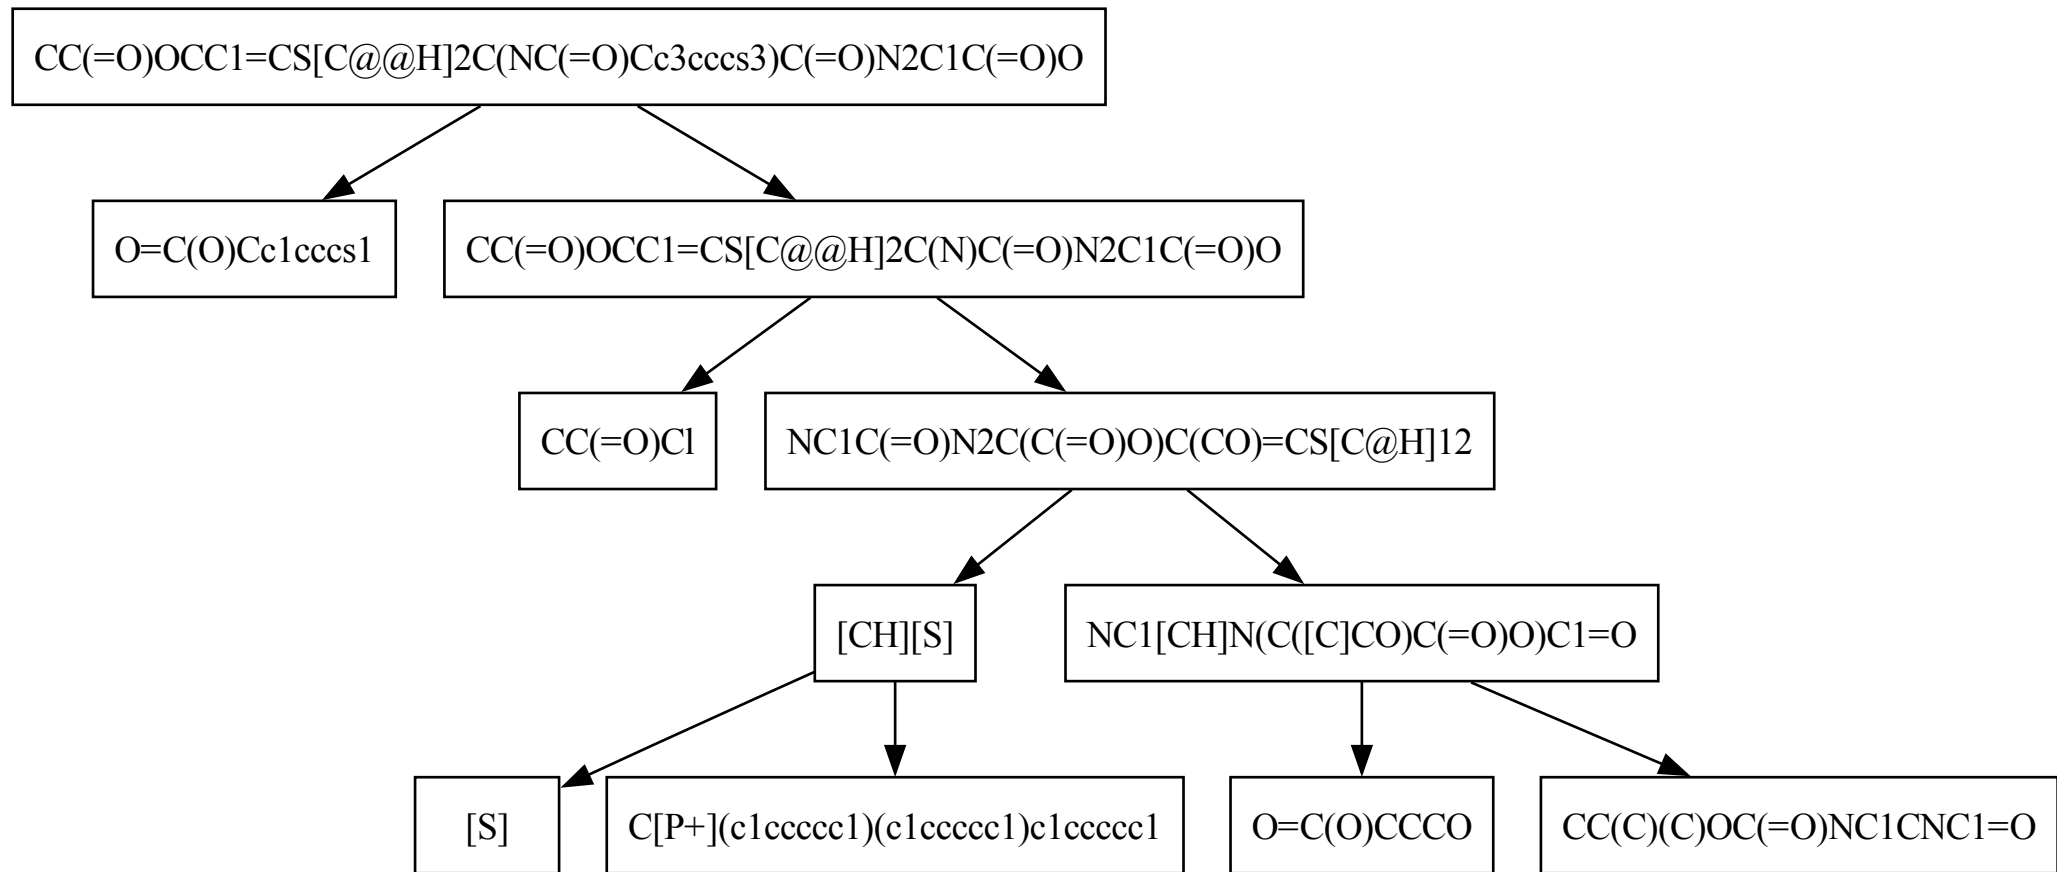 CC(=O)OCC1=CS[C@@H]2C(NC(=O)Cc3cccs3)C(=O)N2C1C(=O)O
O=C(O)Cc1cccs1
CC(=O)OCC1=CS[C@@H]2C(N)C(=O)N2C1C(=O)O
CC(=O)Cl
NC1C(=O)N2C(C(=O)O)C(CO)=CS[C@H]12
[CH][S]
NC1[CH]N(C([C]CO)C(=O)O)C1=O
[S]
C[P+](c1ccccc1)(c1ccccc1)c1ccccc1
O=C(O)CCCO
CC(C)(C)OC(=O)NC1CNC1=O